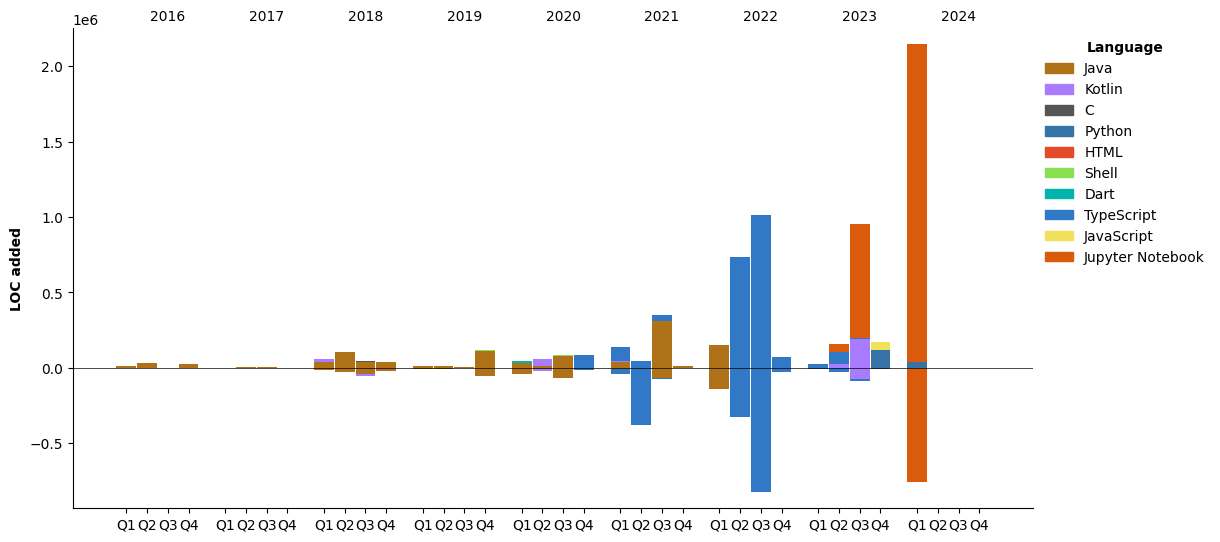 1e6
2016 2017 2018 2019 2020 2021 2022 2023 2024
2.0
1.5
1.0
0.5
0.0
−0.5
LOC added
Q1 Q2 Q3 Q4 Q1 Q2 Q3 Q4 Q1 Q2 Q3 Q4 Q1 Q2 Q3 Q4 Q1 Q2 Q3 Q4 Q1 Q2 Q3 Q4 Q1 Q2 Q3 Q4 Q1 Q2 Q3 Q4 Q1 Q2 Q3 Q4
Language
Java
Kotlin
C
Python
HTML
Shell
Dart
TypeScript
JavaScript
Jupyter Notebook